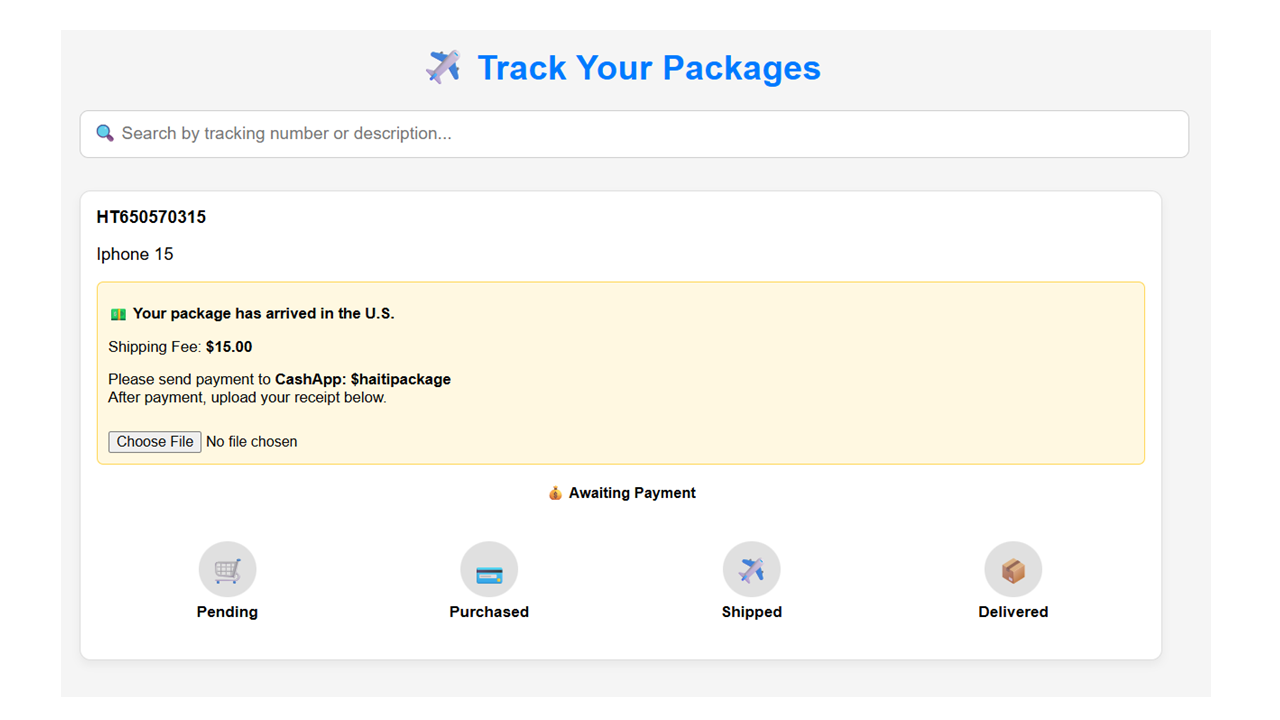 Track Your Packages
Search by tracking number or description...
HT650570315
Iphone 15
Your package has arrived in the U.S.
Shipping Fee: $15.00
Please send payment to CashApp: $haitipackage
After payment, upload your receipt below.
Choose File No file chosen
Awaiting Payment
Pending Purchased Shipped Delivered